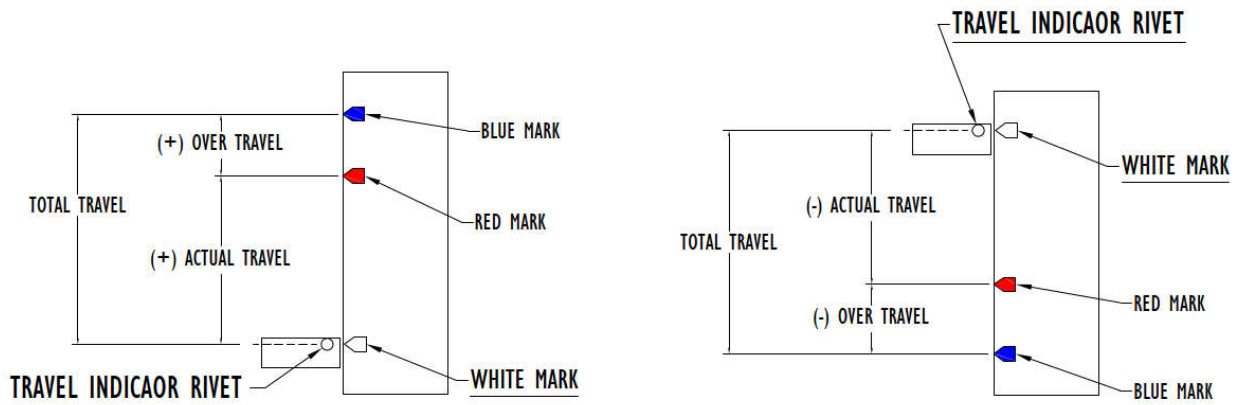 (+) OVER TRAVEL
BLUE MARK
TOTAL TRAVEL
RED MARK
(+) ACTUAL TRAVEL
TRAVEL INDICAOR RIVET
WHITE MARK
TRAVEL INDICAOR RIVET
WHITE MARK
(-) ACTUAL TRAVEL
TOTAL TRAVEL
RED MARK
(-) OVER TRAVEL
BLUE MARK